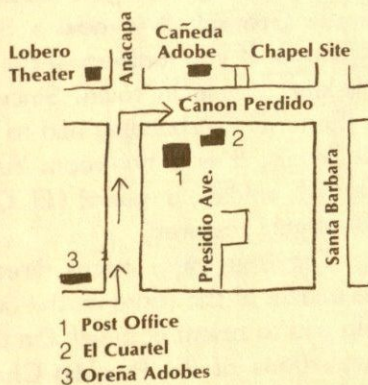 Lobero
Theater
Anacapa
Cañeda
Adobe
Chapel Site
Canon Perdido
2
1
Presidio Ave.
Santa Barbara
3
1 Post Office
2 El Cuartel
3 Oreña Adobes